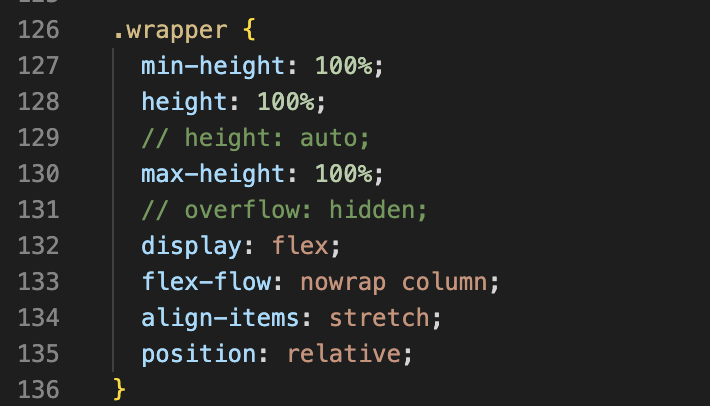 126 .wrapper {
127 min-height: 100%;
128 height: 100%;
129 // height: auto;
130 max-height: 100%;
131 // overflow: hidden;
132 display: flex;
133 flex-flow: nowrap column;
134 align-items: stretch;
135 position: relative;
136 }